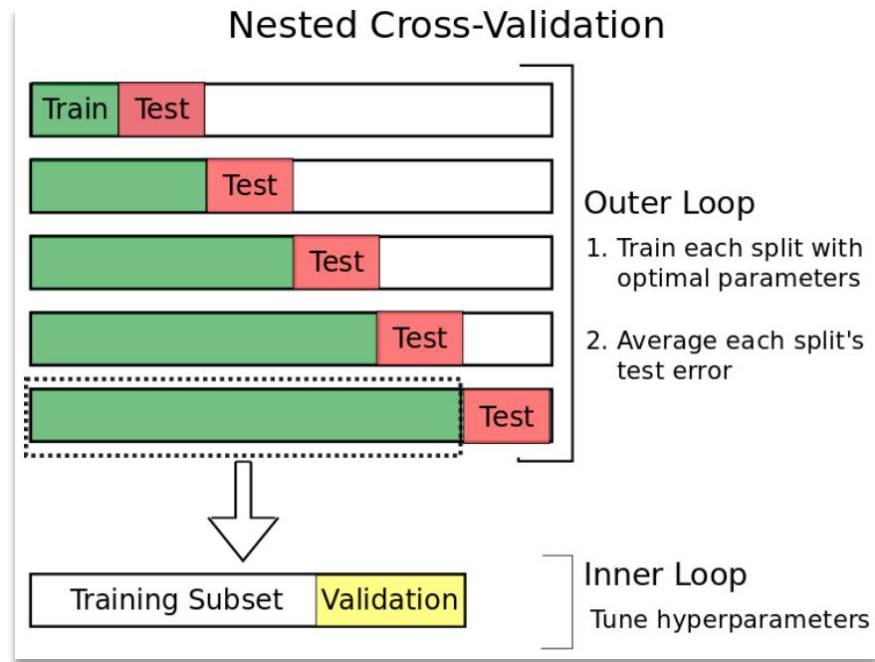 Nested Cross-Validation
Train Test
Test
Test
Test
Test
Outer Loop
1. Train each split with
optimal parameters
2. Average each split's
test error
Training Subset Validation
Inner Loop
Tune hyperparameters